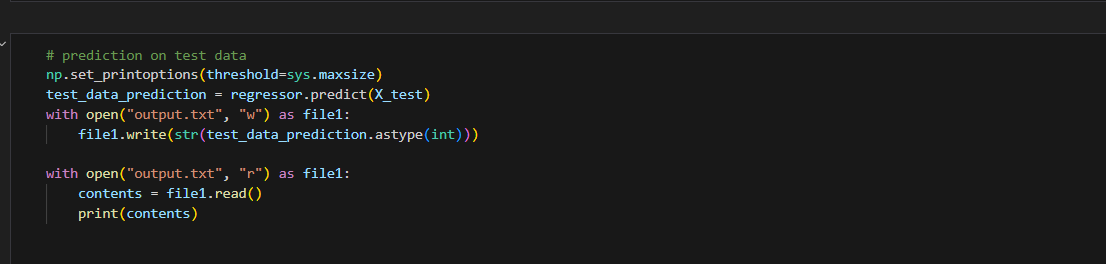 # prediction on test data
np.set_printoptions(threshold=sys.maxsize)
test_data_prediction = regressor.predict(X_test)
with open("output.txt", "w") as file1:
    file1.write(str(test_data_prediction.astype(int)))
with open("output.txt", "r") as file1:
    contents = file1.read()
    print(contents)